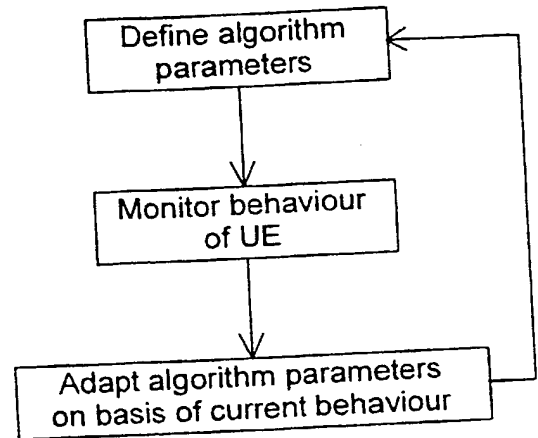 Define algorithm
parameters
Monitor behaviour
of UE
Adapt algorithm parameters
on basis of current behaviour